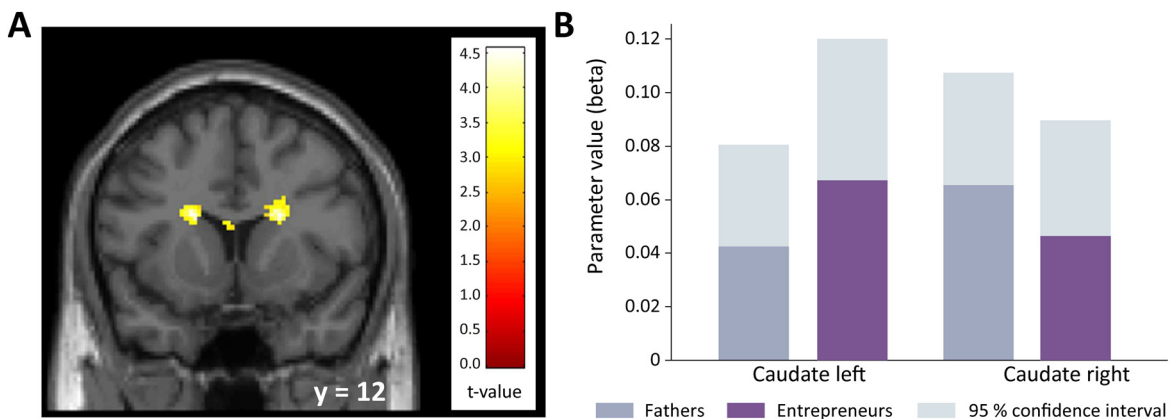 A
4.5
4.0
3.5
3.0
2.5
2.0
1.5
1.0
0.5
0.0
t-value
y = 12
B
Parameter value (beta)
0.12
0.10
0.08
0.06
0.04
0.02
0
Caudate left
Caudate right
Fathers
Entrepreneurs
95 % confidence interval